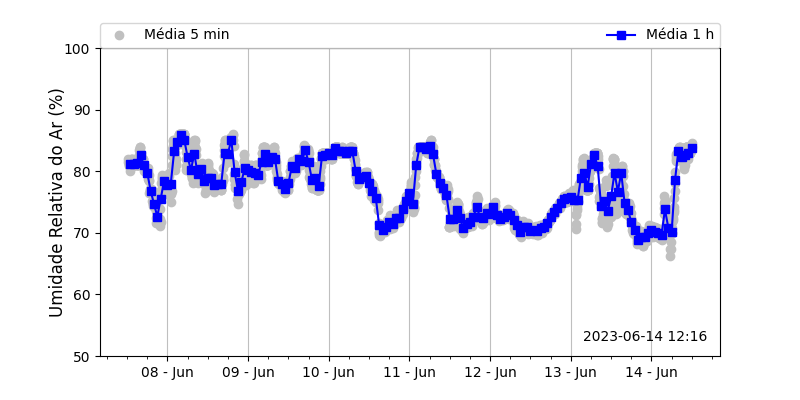 Média 5 min
Média 1 h
100
90
80
70
60
50
Umidade Relativa do Ar (%)
2023-06-14 12:16
08 - Jun
09 - Jun
10 - Jun
11 - Jun
12 - Jun
13 - Jun
14 - Jun